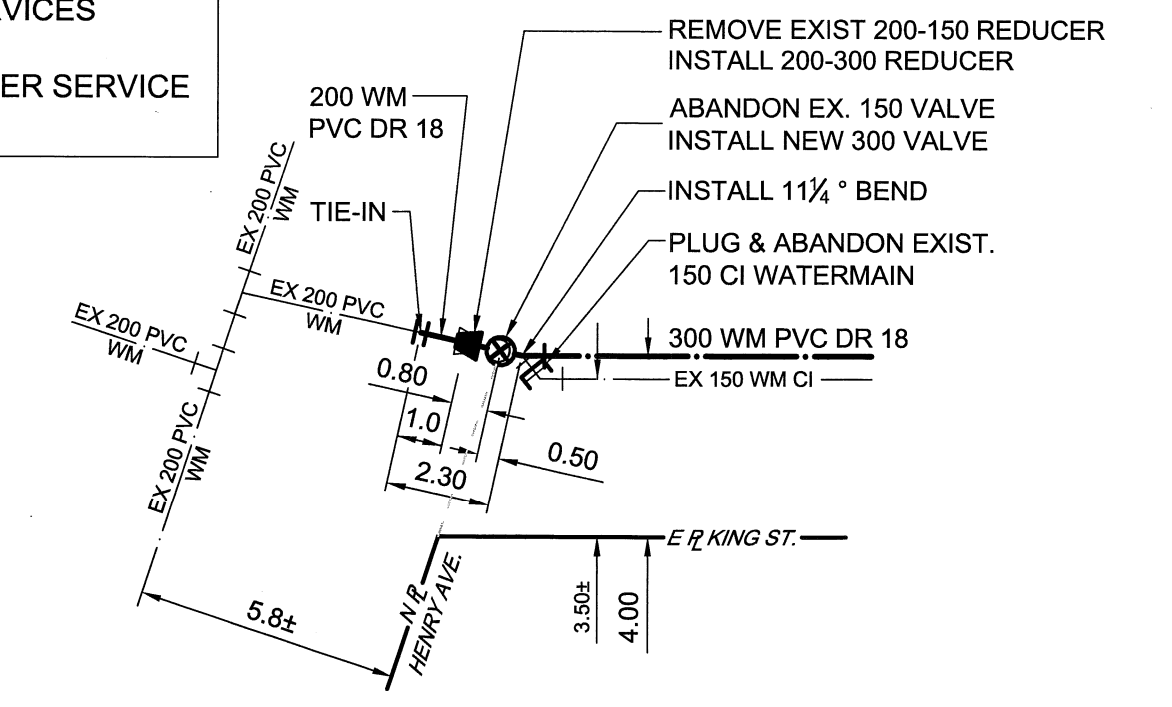 VICES
ER SERVICE
REMOVE EXIST 200-150 REDUCER
INSTALL 200-300 REDUCER
200 WM
PVC DR 18
ABANDON EX. 150 VALVE
INSTALL NEW 300 VALVE
INSTALL 11¼ ° BEND
TIE-IN
PLUG & ABANDON EXIST.
150 CI WATERMAIN
EX 200 PVC
WM
EX 200 PVC
WM
EX 200 PVC
WM
300 WM PVC DR 18
EX 150 WM CI
0.80
1.0
2.30
0.50
EX 200 PVC
WM
E PL KING ST.
N PL
HENRY AVE.
3.50±
4.00
5.8±